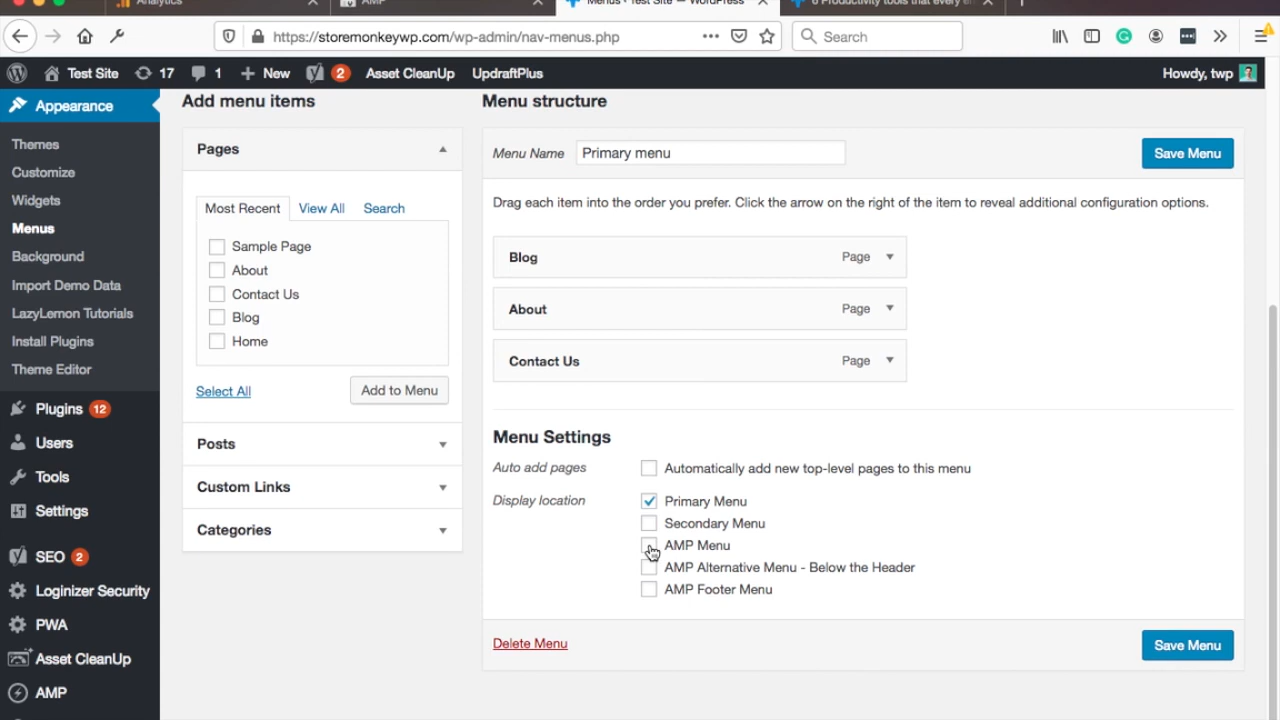 Analytics
AMP
Menus ‹ Test Site — WordPress
6 Productivity tools that every
https://storemonkeywp.com/wp-admin/nav-menus.php
Search
Test Site 17 1 New 2 Asset CleanUp UpdraftPlus Howdy, twp
Appearance
Themes
Customize
Widgets
Menus
Background
Import Demo Data
LazyLemon Tutorials
Install Plugins
Theme Editor
Plugins 12
Users
Tools
Settings
SEO 2
Loginizer Security
PWA
Asset CleanUp
AMP
Add menu items
Pages
Most Recent View All Search
Sample Page
About
Contact Us
Blog
Home
Select All Add to Menu
Posts
Custom Links
Categories
Menu structure
Menu Name Primary menu Save Menu
Drag each item into the order you prefer. Click the arrow on the right of the item to reveal additional configuration options.
Blog Page
About Page
Contact Us Page
Menu Settings
Auto add pages Automatically add new top-level pages to this menu
Display location Primary Menu
Secondary Menu
AMP Menu
AMP Alternative Menu - Below the Header
AMP Footer Menu
Delete Menu Save Menu